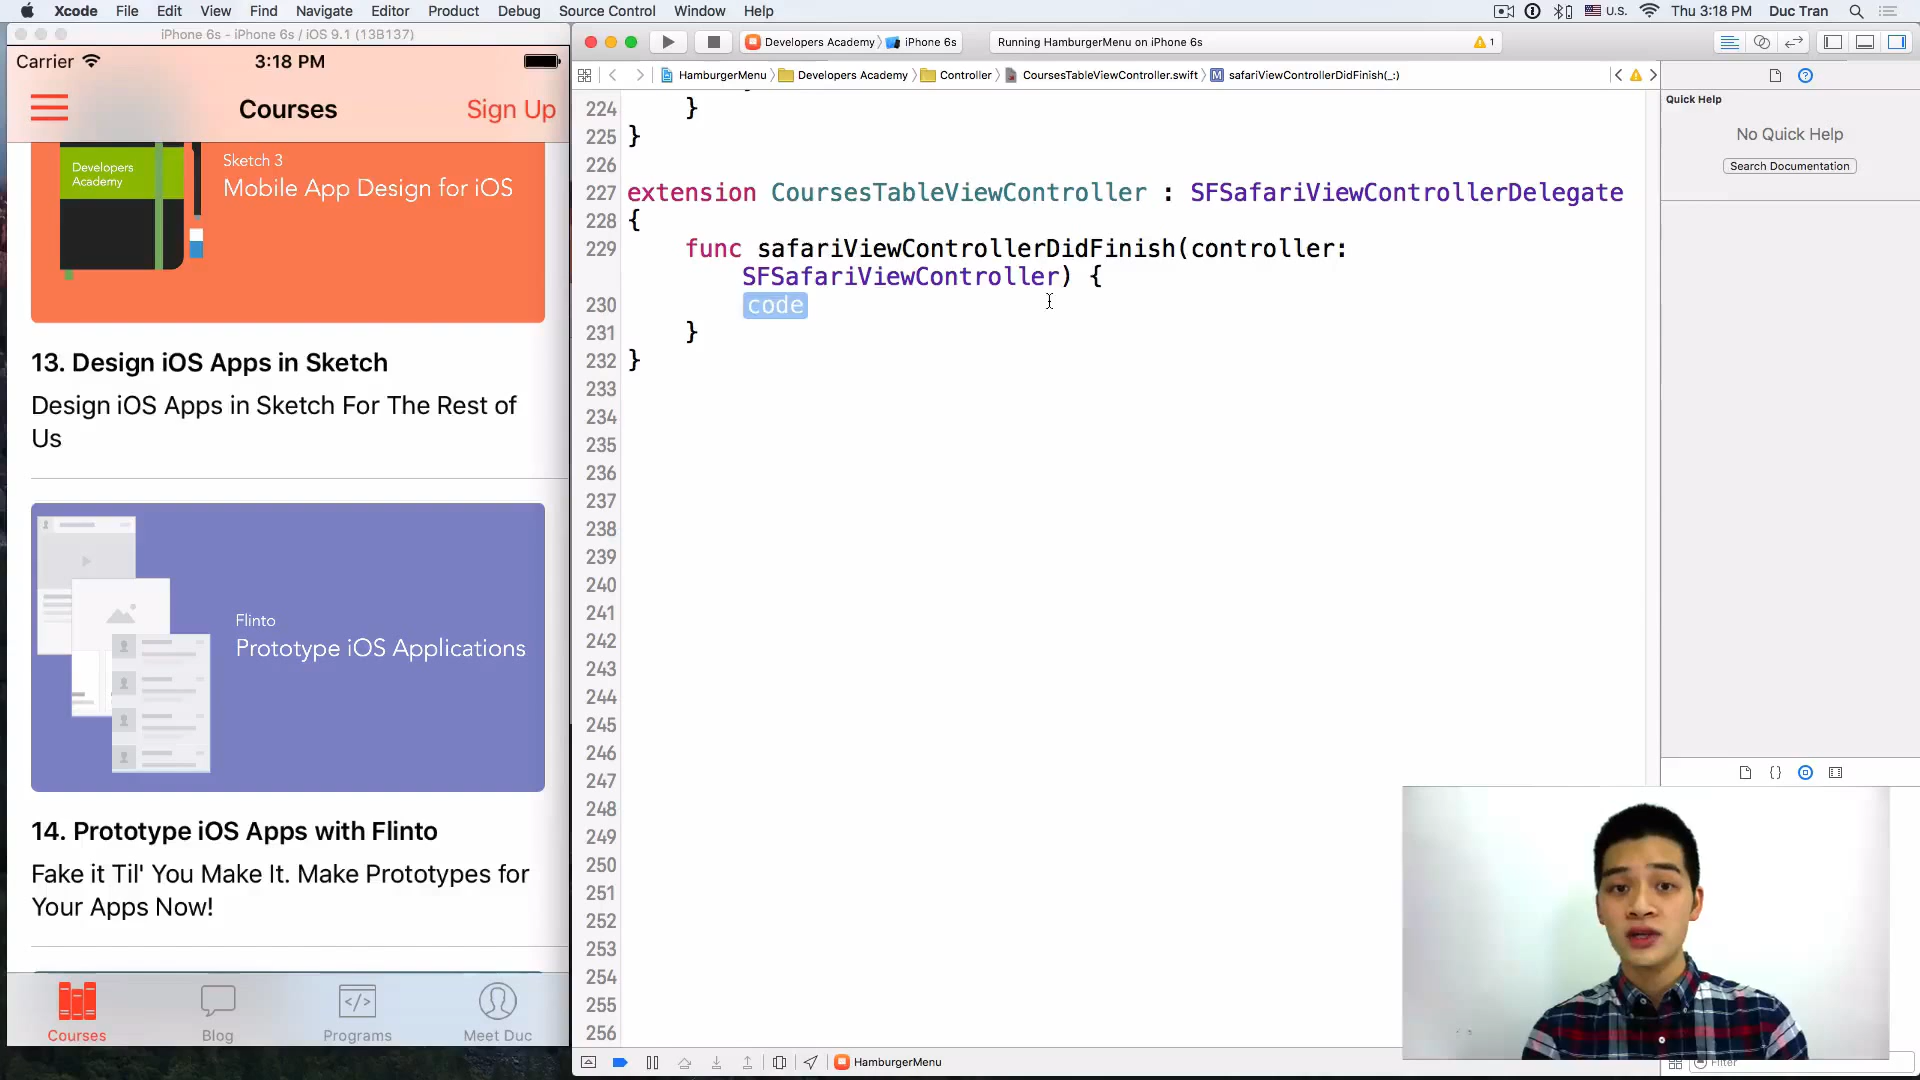 Xcode File Edit View Find Navigate Editor Product Debug Source Control Window Help U.S. Thu 3:18 PM Duc Tran
iPhone 6s - iPhone 6s / iOS 9.1 (13B137)
Carrier 3:18 PM
Courses Sign Up
Developers
Academy
Sketch 3
Mobile App Design for iOS
13. Design iOS Apps in Sketch
Design iOS Apps in Sketch For The Rest of
Us
Flinto
Prototype iOS Applications
14. Prototype iOS Apps with Flinto
Fake it Til' You Make It. Make Prototypes for
Your Apps Now!
Courses Blog Programs Meet Duc
Developers Academy iPhone 6s Running HamburgerMenu on iPhone 6s 1
HamburgerMenu Developers Academy Controller CoursesTableViewController.swift M safariViewControllerDidFinish(_:)
224 }
225 }
226
227 extension CoursesTableViewController : SFSafariViewControllerDelegate
228 {
229 func safariViewControllerDidFinish(controller:
SFSafariViewController) {
230 code
231 }
232 }
233
234
235
236
237
238
239
240
241
242
243
244
245
246
247
248
249
250
251
252
253
254
255
256
HamburgerMenu
Quick Help
No Quick Help
Search Documentation
Filter